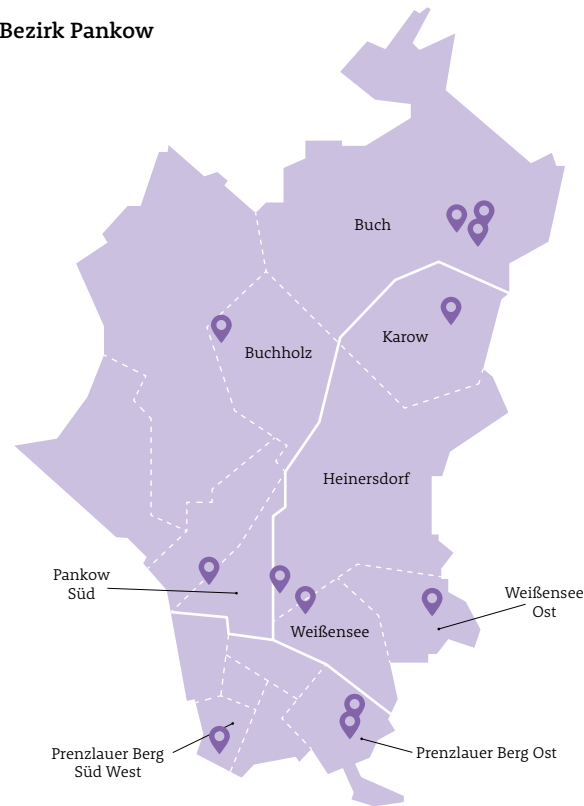 Bezirk Pankow
Buch
Karow
Buchholz
Heinersdorf
Pankow
Süd
Weißensee
Ost
Weißensee
Prenzlauer Berg
Süd West
Prenzlauer Berg Ost